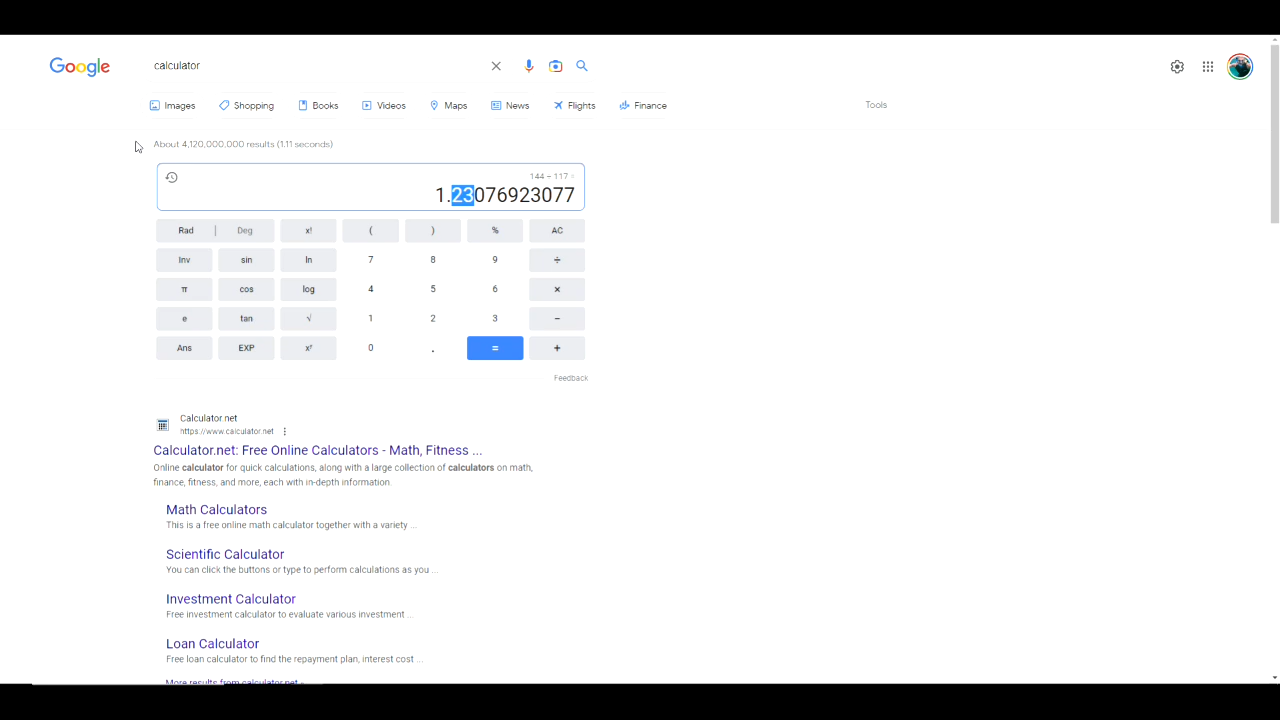 Google
calculator
Images
Shopping
Books
Videos
Maps
News
Flights
Finance
Tools
About 4,120,000,000 results (1.11 seconds)
144 ÷ 117 =
1.23076923077
Rad | Deg x! ( ) % AC
Inv sin ln 7 8 9 ÷
π cos log 4 5 6 ×
e tan √ 1 2 3 −
Ans EXP xʸ 0 . = +
Feedback
Calculator.net
https://www.calculator.net
Calculator.net: Free Online Calculators - Math, Fitness ...
Online calculator for quick calculations, along with a large collection of calculators on math,
finance, fitness, and more, each with in-depth information.
Math Calculators
This is a free online math calculator together with a variety ...
Scientific Calculator
You can click the buttons or type to perform calculations as you ...
Investment Calculator
Free investment calculator to evaluate various investment ...
Loan Calculator
Free loan calculator to find the repayment plan, interest cost ...
More results from calculator.net »